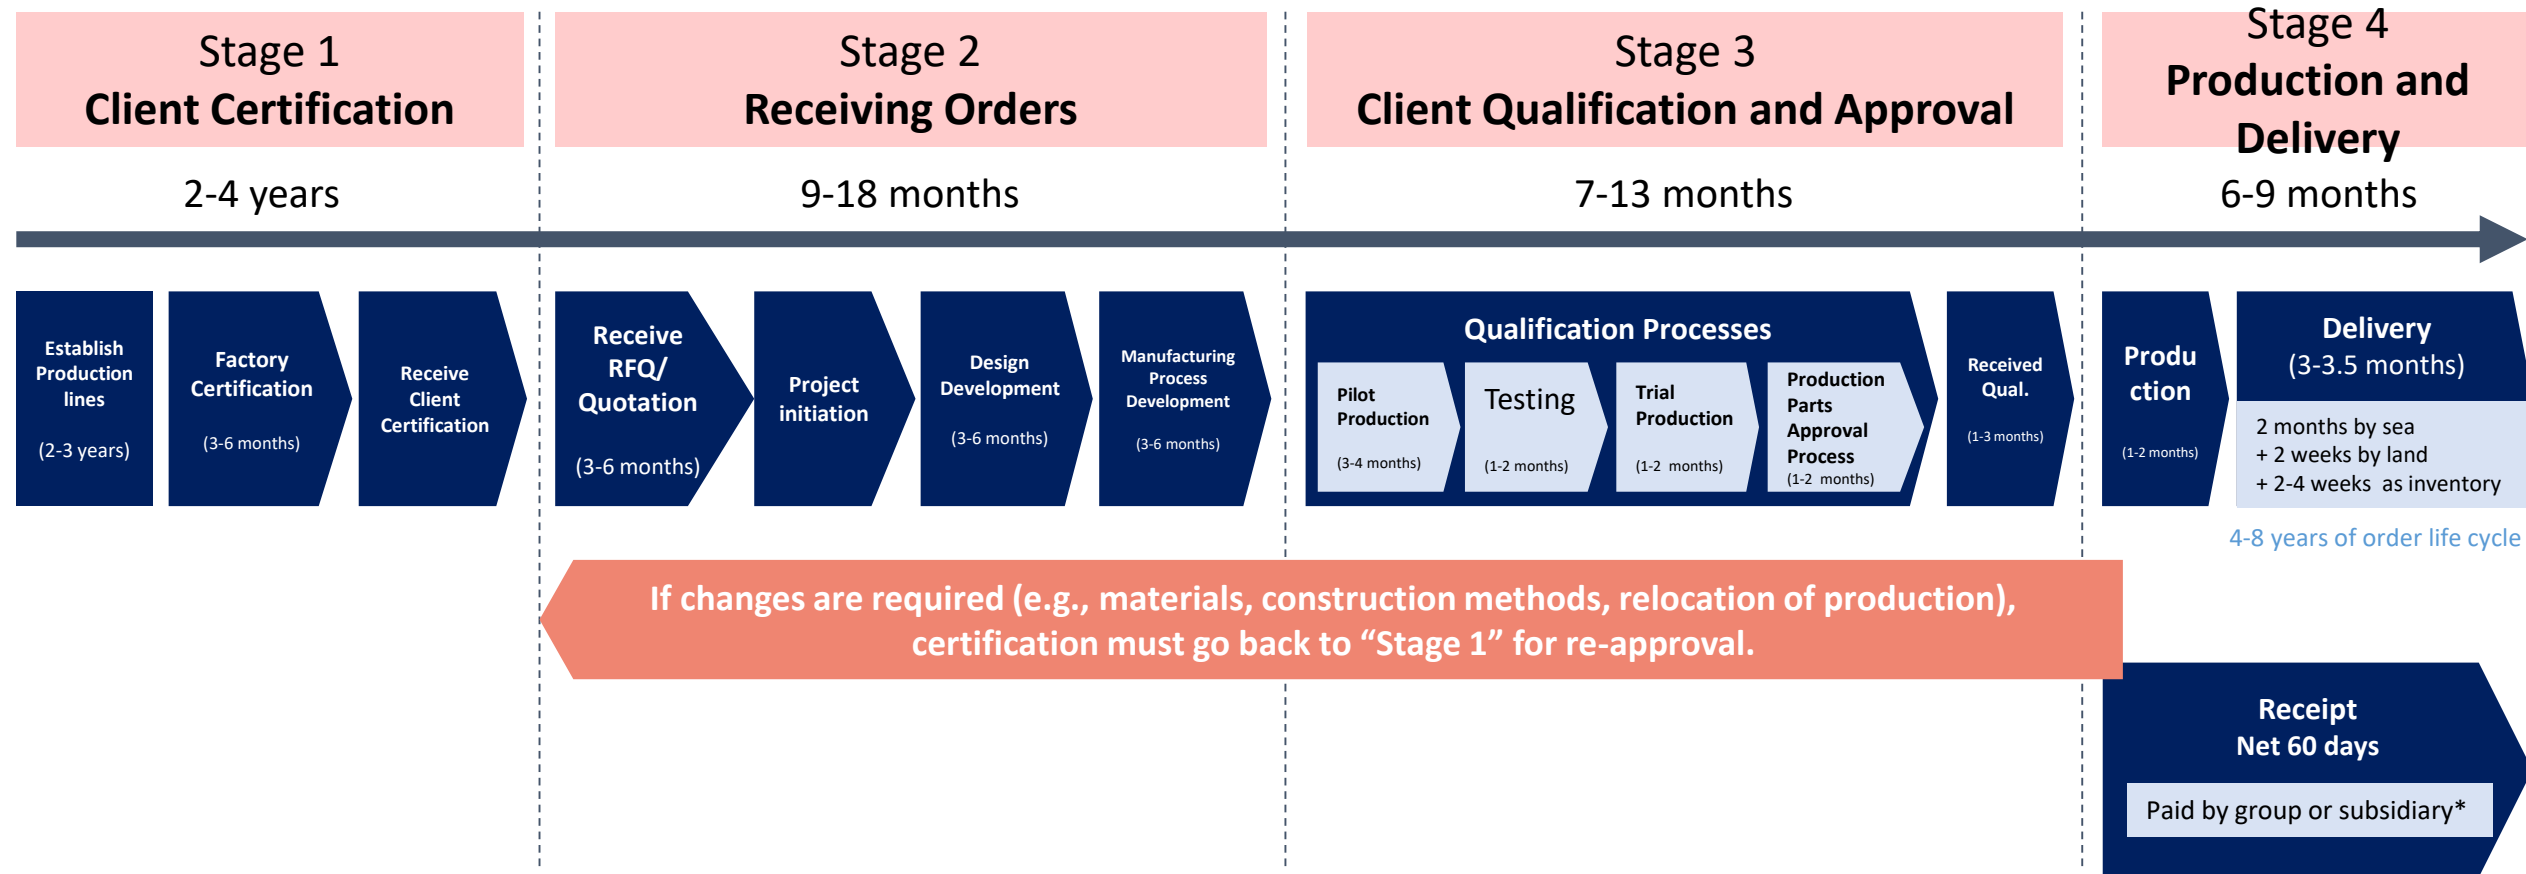 Stage 1
Client Certification
2-4 years
Stage 2
Receiving Orders
9-18 months
Stage 3
Client Qualification and Approval
7-13 months
Stage 4
Production and
Delivery
6-9 months
Establish
Production
lines
(2-3 years)
Factory
Certification
(3-6 months)
Receive
Client
Certification
Receive
RFQ/
Quotation
(3-6 months)
Project
initiation
Design
Development
(3-6 months)
Manufacturing
Process
Development
(3-6 months)
Qualification Processes
Pilot
Production
(3-4 months)
Testing
(1-2 months)
Trial
Production
(1-2 months)
Production
Parts
Approval
Process
(1-2 months)
Received
Qual.
(1-3 months)
Produ
ction
(1-2 months)
Delivery
(3-3.5 months)
2 months by sea
+ 2 weeks by land
+ 2-4 weeks as inventory
4-8 years of order life cycle
If changes are required (e.g., materials, construction methods, relocation of production),
certification must go back to “Stage 1” for re-approval.
Receipt
Net 60 days
Paid by group or subsidiary*